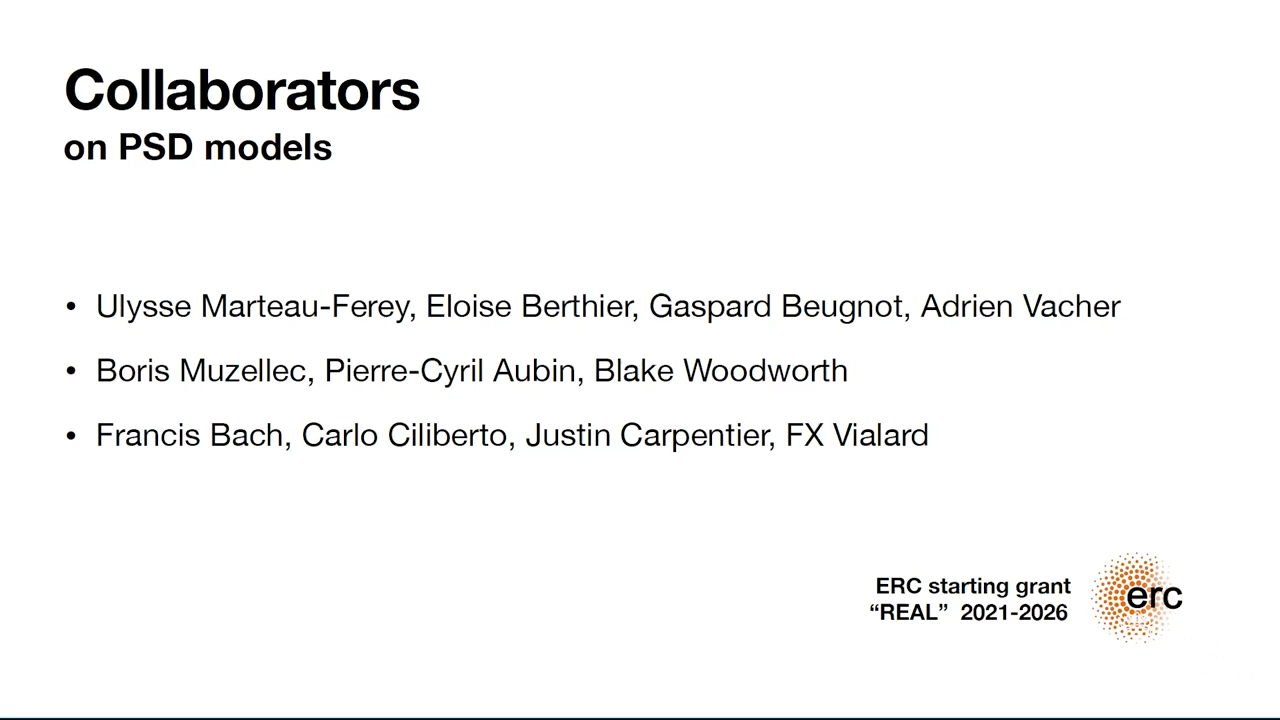 Collaborators
on PSD models
• Ulysse Marteau-Ferey, Eloise Berthier, Gaspard Beugnot, Adrien Vacher
• Boris Muzellec, Pierre-Cyril Aubin, Blake Woodworth
• Francis Bach, Carlo Ciliberto, Justin Carpentier, FX Vialard
ERC starting grant
“REAL” 2021-2026
erc